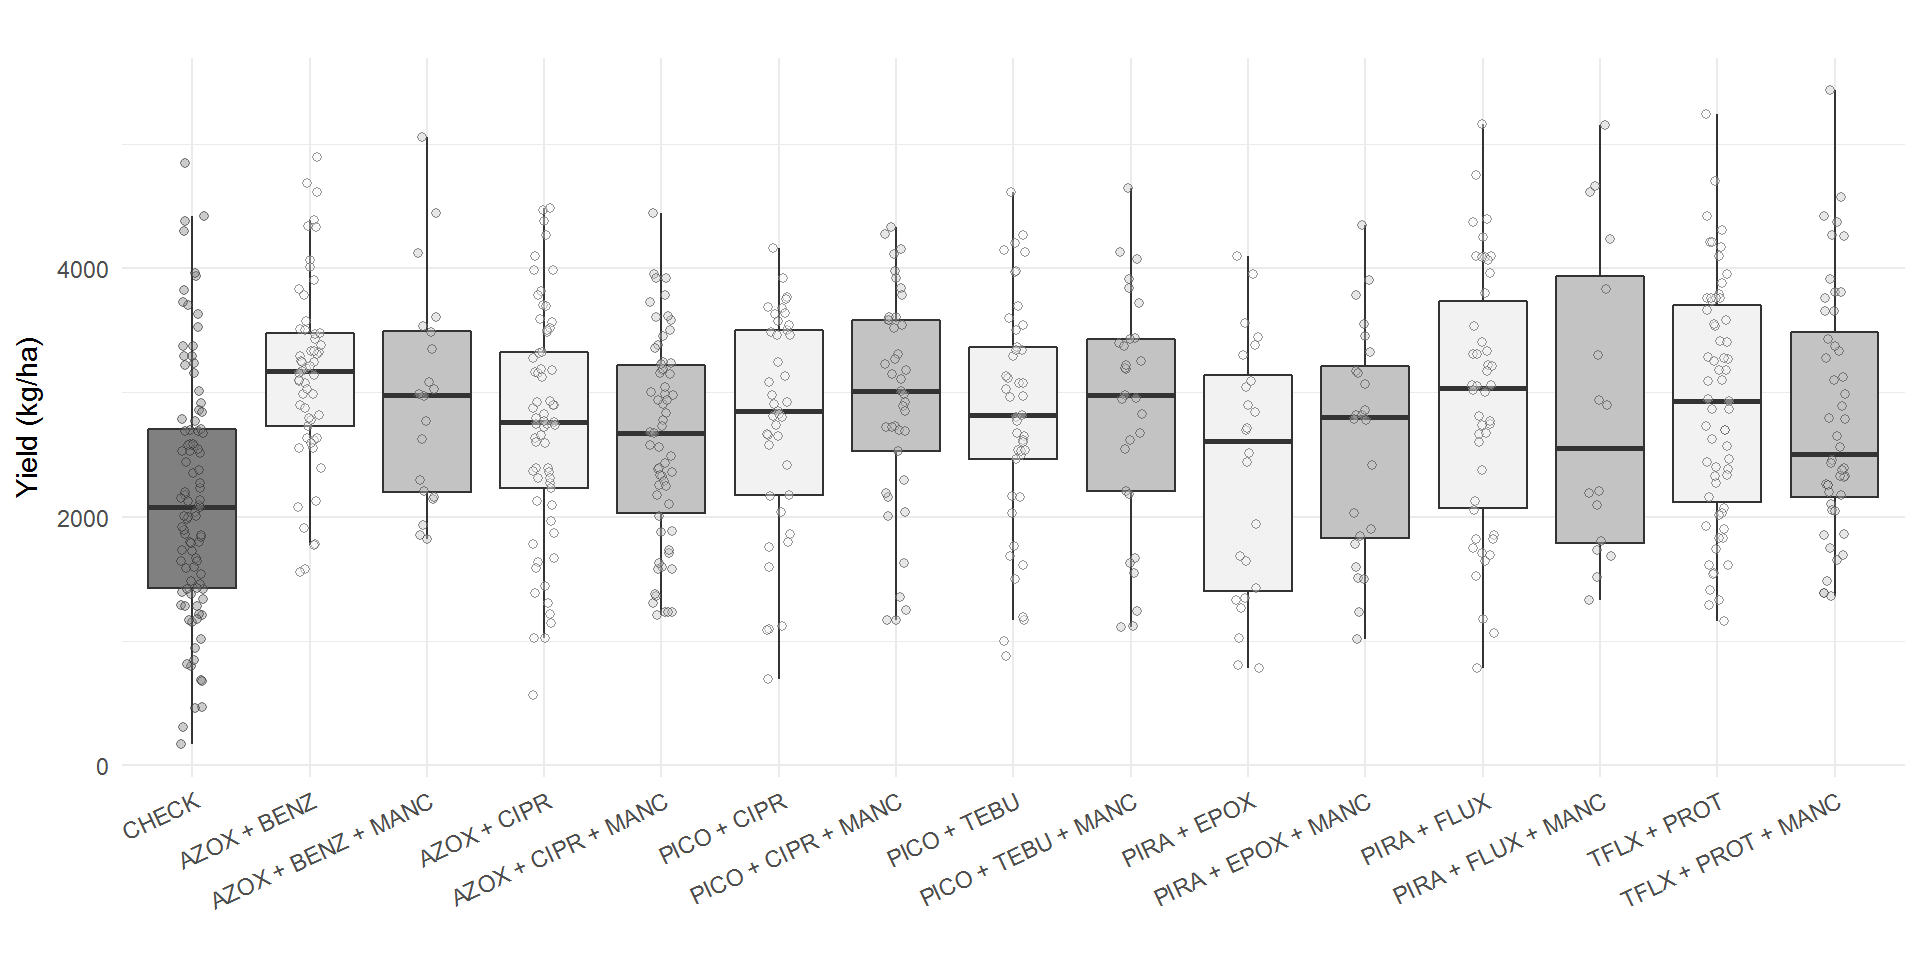 Yield (kg/ha)
4000
2000
0
CHECK
AZOX + BENZ
AZOX + BENZ + MANC
AZOX + CIPR
AZOX + CIPR + MANC
PICO + CIPR
PICO + CIPR + MANC
PICO + TEBU
PICO + TEBU + MANC
PIRA + EPOX
PIRA + EPOX + MANC
PIRA + FLUX
PIRA + FLUX + MANC
TFLX + PROT
TFLX + PROT + MANC